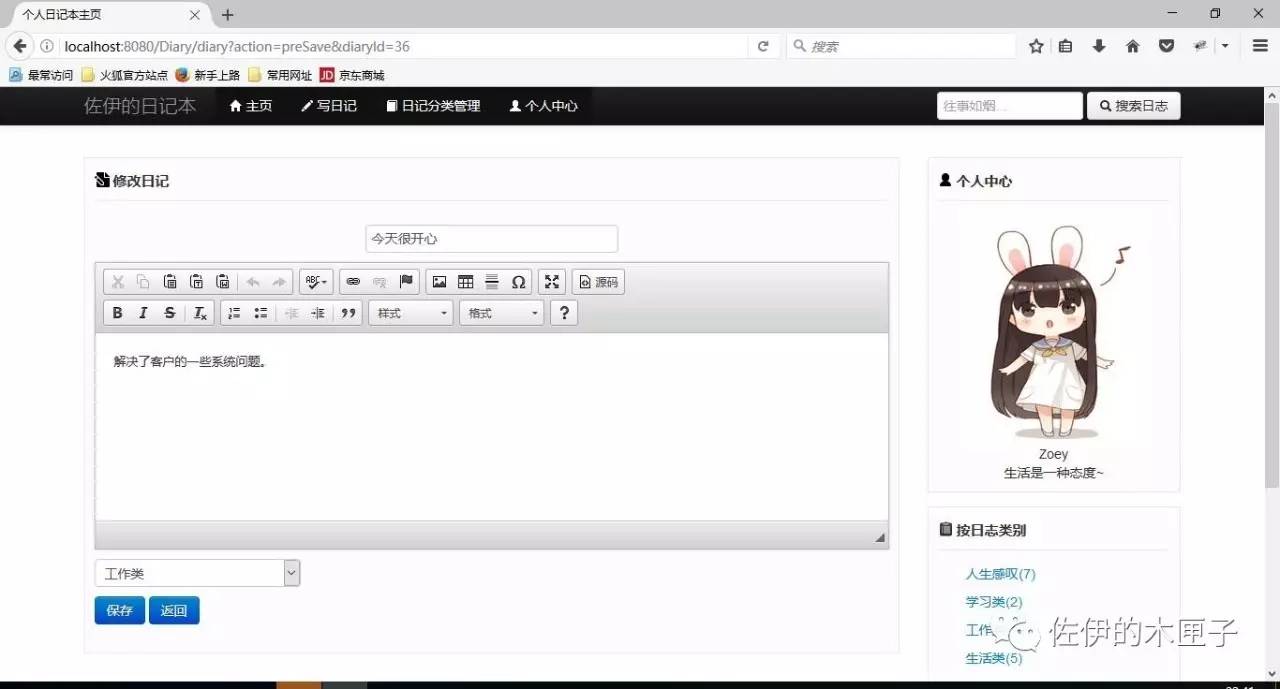 个人日记本主页
localhost:8080/Diary/diary?action=preSave&diaryId=36
搜索
最常访问 火狐官方站点 新手上路 常用网址 JD 京东商城
佐伊的日记本 主页 写日记 日记分类管理 个人中心 往事如烟... 搜索日志
修改日记
今天很开心
ABC 源码
B I S Tx 样式 格式 ?
解决了客户的一些系统问题。
工作类
保存 返回
个人中心
Zoey
生活是一种态度~
按日志类别
人生感叹(7)
学习类(2)
工作
生活类(5)
佐伊的木匣子